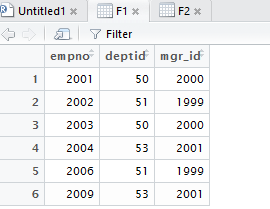 Untitled1 F1 F2
Filter
empno deptid mgr_id
1 2001 50 2000
2 2002 51 1999
3 2003 50 2000
4 2004 53 2001
5 2006 51 1999
6 2009 53 2001